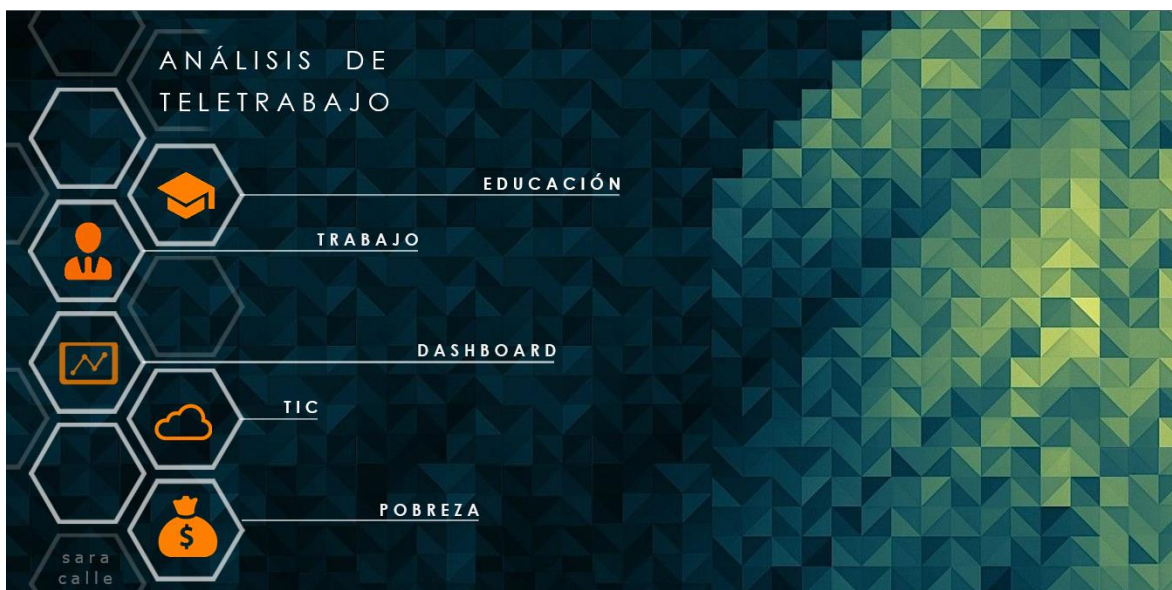 ANÁLISIS DE
TELETRABAJO
EDUCACIÓN
TRABAJO
DASHBOARD
TIC
POBREZA
$
sara
calle